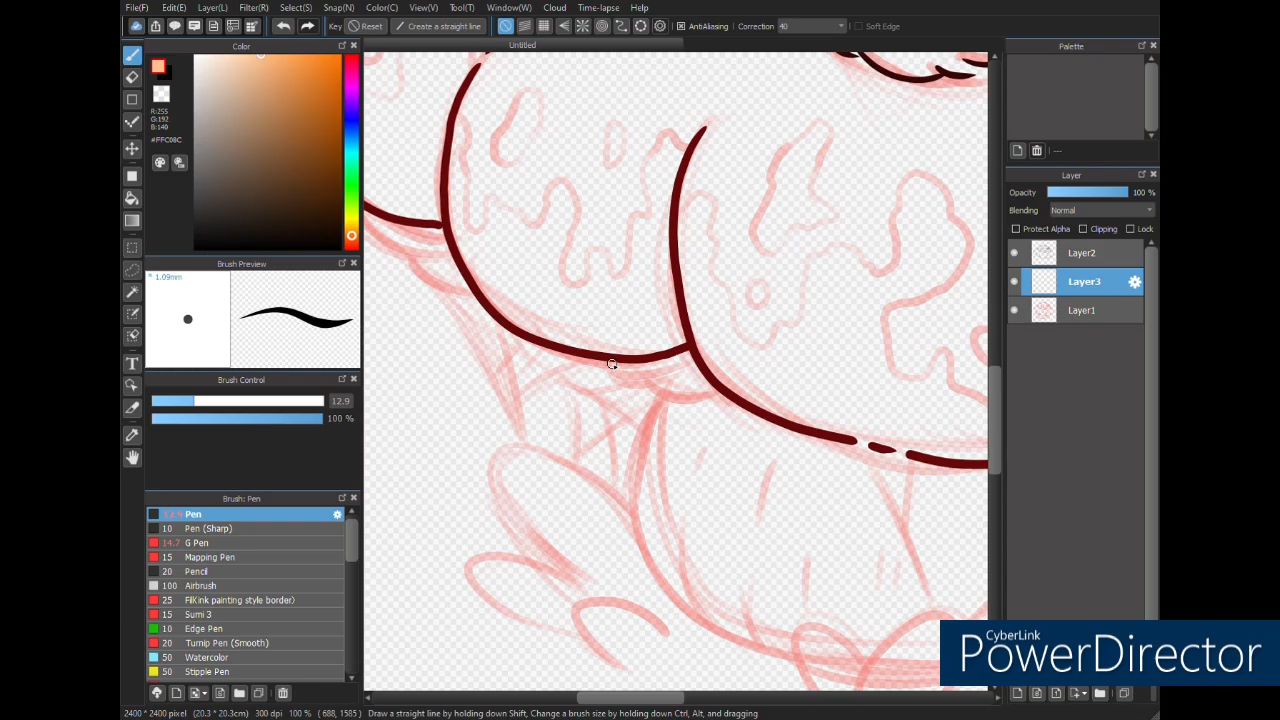 File(F) Edit(E) Layer(L) Filter(R) Select(S) Snap(N) Color(C) View(V) Tool(T) Window(W) Cloud Time-lapse Help
Key Reset Create a straight line AntiAliasing Correction 40 Soft Edge
Color
Untitled
Palette
R:255
G:192
B:140
#FFC08C
---
Layer
Opacity 100 %
Blending Normal
Protect Alpha Clipping Lock
Layer2
Layer3
Layer1
Brush Preview
* 1.09mm
Brush Control
12.9
100 %
Brush: Pen
12.9 Pen
10 Pen (Sharp)
14.7 G Pen
15 Mapping Pen
20 Pencil
100 Airbrush
25 FilKink painting style border)
15 Sumi 3
10 Edge Pen
20 Turnip Pen (Smooth)
50 Watercolor
50 Stipple Pen
CyberLink
PowerDirector
2400 * 2400 pixel (20.3 * 20.3cm) 300 dpi 100 % ( 688, 1585 ) Draw a straight line by holding down Shift, Change a brush size by holding down Ctrl, Alt, and dragging